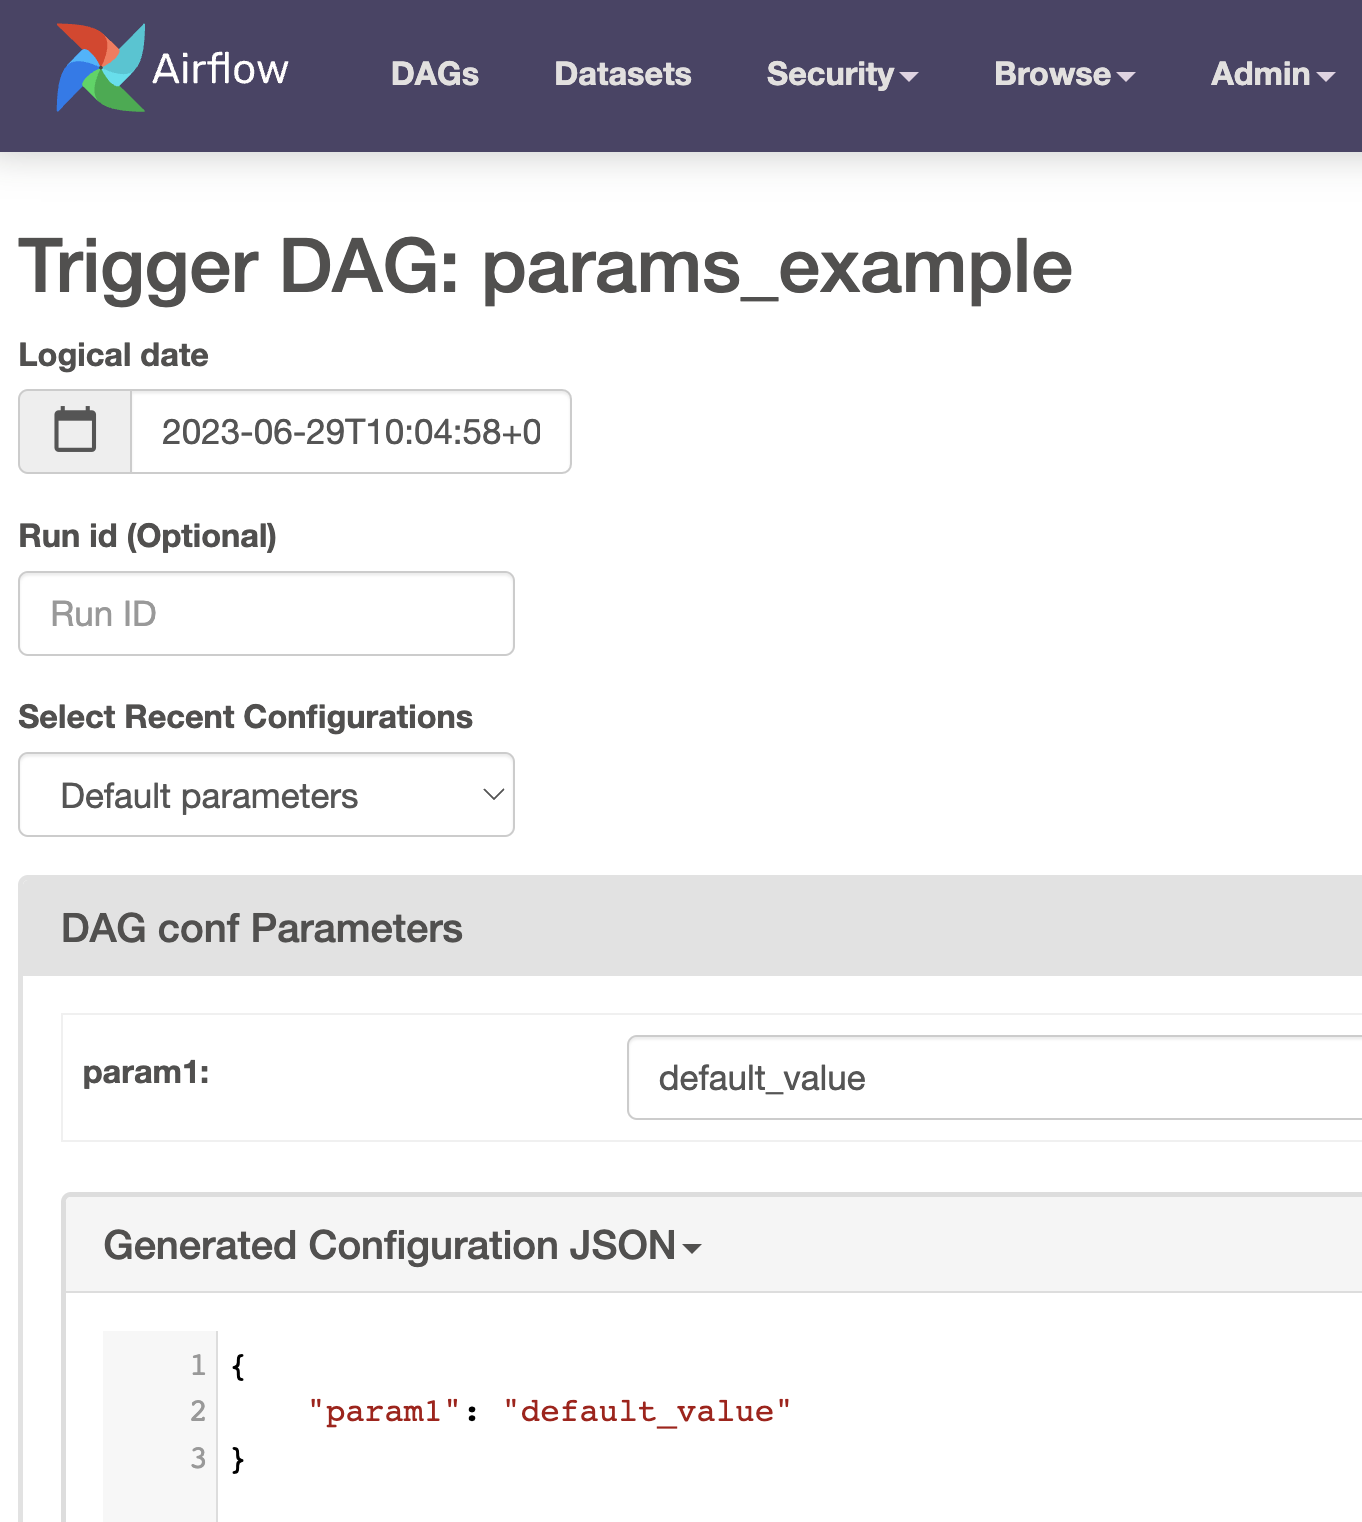 Airflow DAGs Datasets Security Browse Admin
Trigger DAG: params_example
Logical date
2023-06-29T10:04:58+0
Run id (Optional)
Run ID
Select Recent Configurations
Default parameters
DAG conf Parameters
param1: default_value
Generated Configuration JSON
1 {
2 "param1": "default_value"
3 }